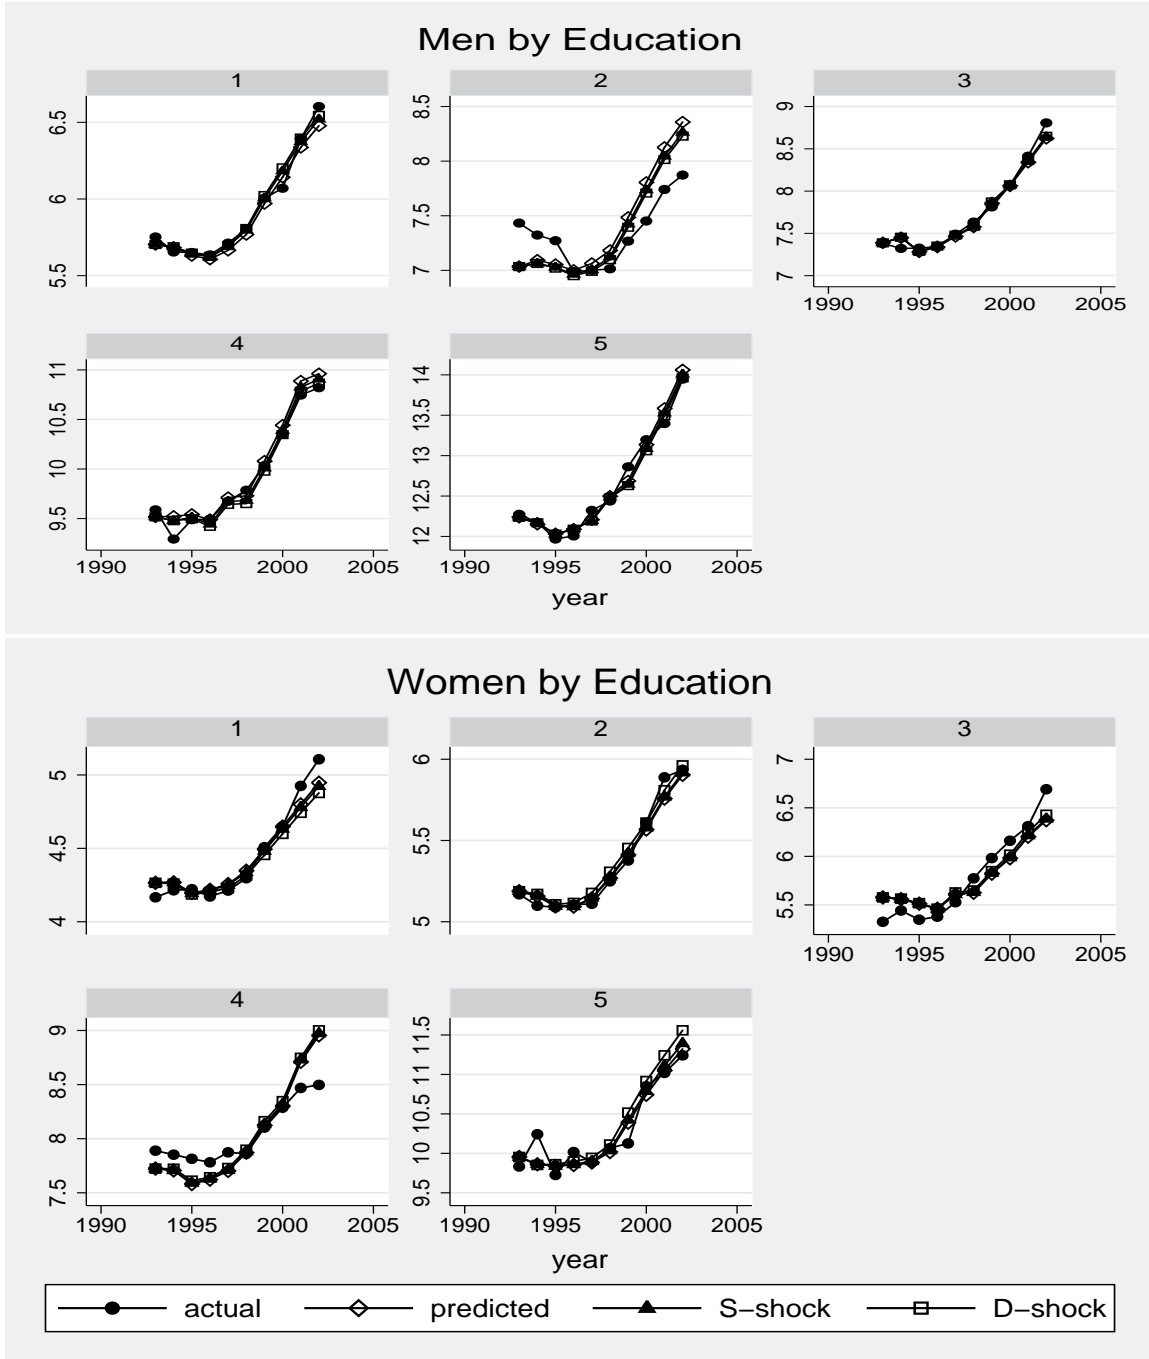 Men by Education
1 2 3
6.5 6 5.5
8.5 8 7.5 7
9 8.5 8 7.5 7
1990 1995 2000 2005
4 5
11 10.5 10 9.5
14 13.5 13 12.5 12
1990 1995 2000 2005 1990 1995 2000 2005
year
Women by Education
1 2 3
5 4.5 4
6 5.5 5
7 6.5 6 5.5
1990 1995 2000 2005
4 5
9 8.5 8 7.5
11.5 11 10.5 10 9.5
1990 1995 2000 2005 1990 1995 2000 2005
year
actual predicted S−shock D−shock